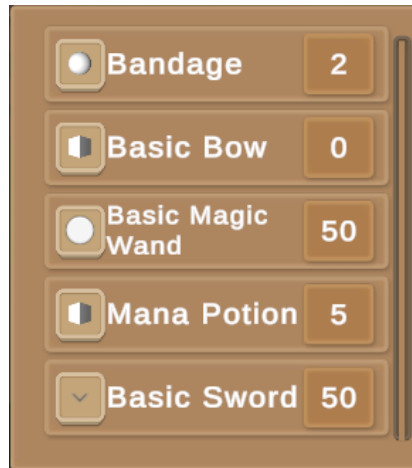 Bandage 2
Basic Bow 0
Basic Magic
Wand 50
Mana Potion 5
Basic Sword 50